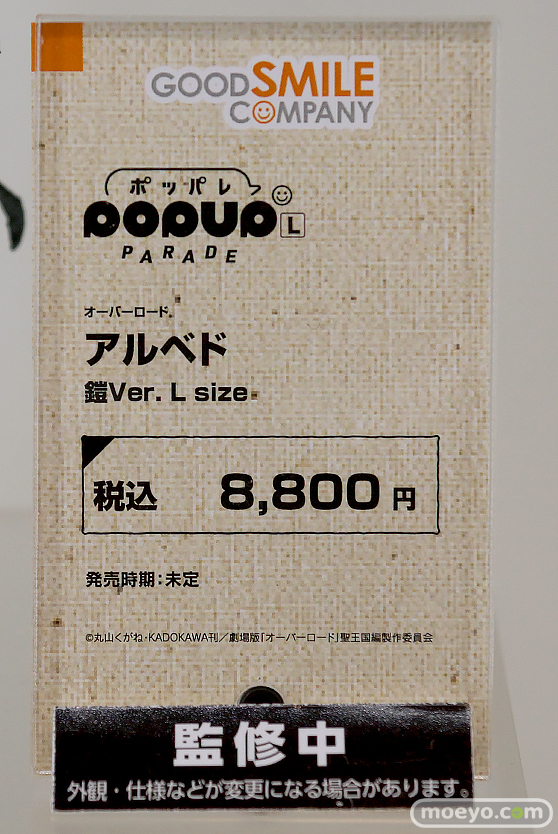 GOODSMILE
COMPANY
ポッパレ
POPUP L
PARADE
オーバーロード
アルベド
鎧Ver. L size
税込 8,800 円
発売時期:未定
©丸山くがね・KADOKAWA刊/劇場版「オーバーロード」聖王国編製作委員会
監修中
外観・仕様などが変更になる場合があります。
moeyo.com